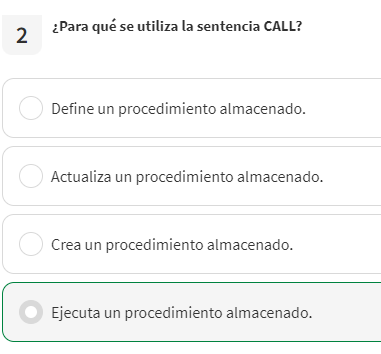 2
¿Para qué se utiliza la sentencia CALL?
Define un procedimiento almacenado.
Actualiza un procedimiento almacenado.
Crea un procedimiento almacenado.
Ejecuta un procedimiento almacenado.